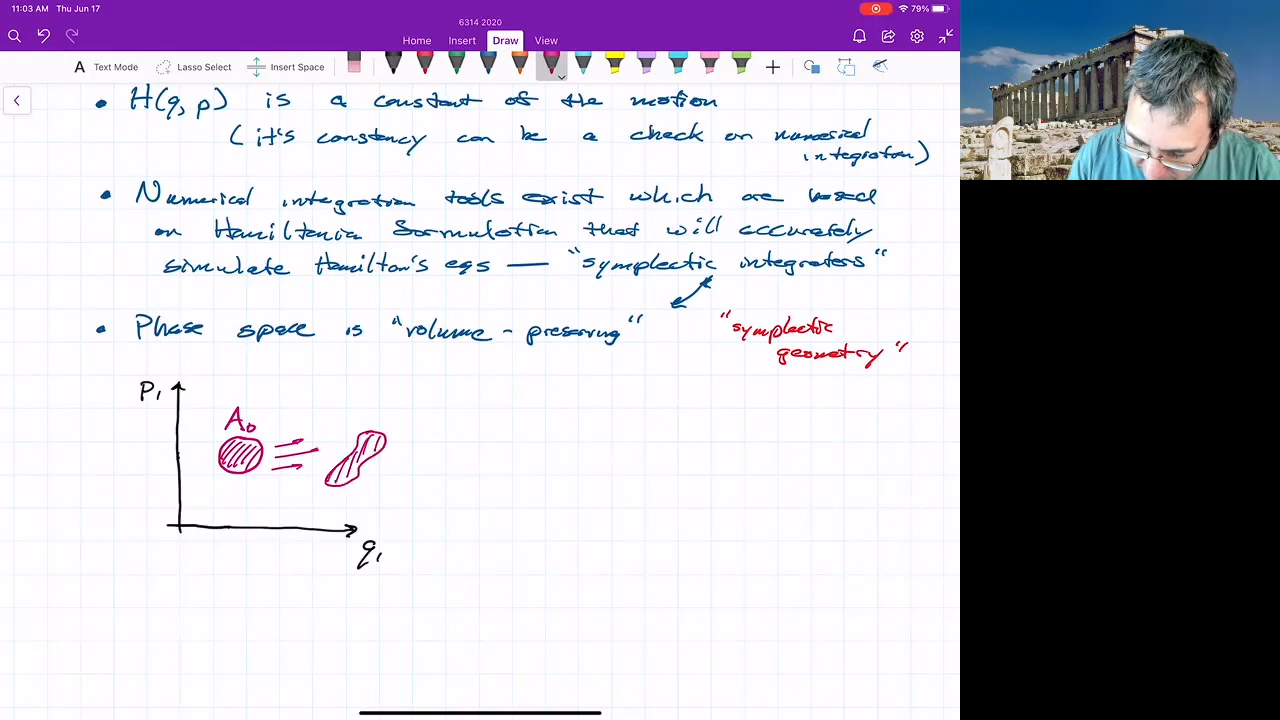 11:03 AM Thu Jun 17
79%
6314 2020
Home Insert Draw View
Text Mode Lasso Select Insert Space
• H(q, p) is a constant of the motion
(it's constancy can be a check on numerical
integration)
• Numerical integration tools exist which are based
on Hamiltonian formulation that will accurately
simulate Hamilton's eqs — "symplectic integrators"
• Phase space is "volume-preserving"
"symplectic
geometry"
P₁
A₀
q₁